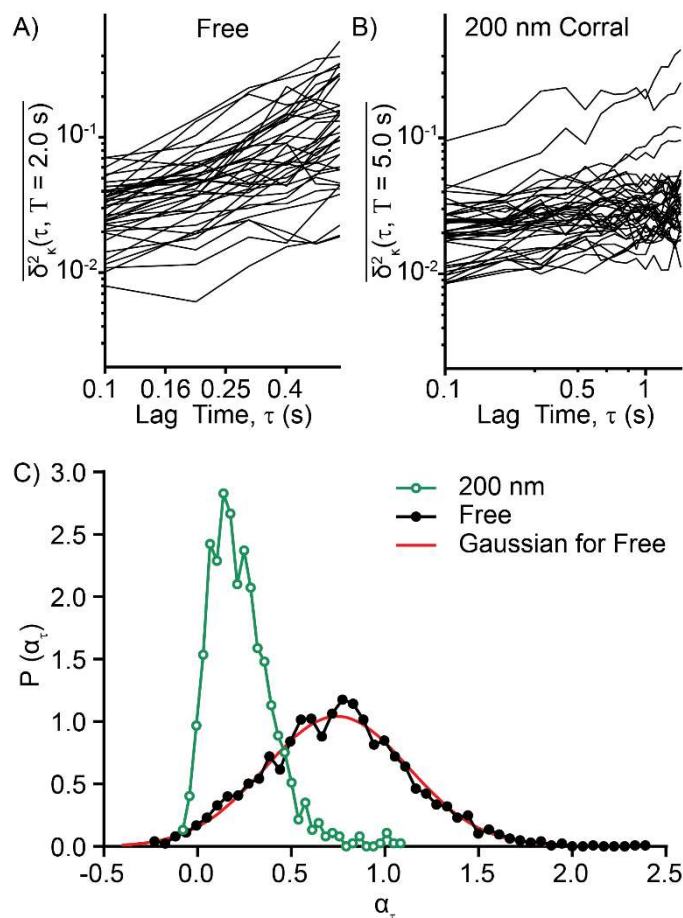 A)
Free
δ²κ(τ, T = 2.0 s)
10⁻¹
10⁻²
0.1
0.16
0.25
0.4
Lag Time, τ (s)
B)
200 nm Corral
δ²κ(τ, T = 5.0 s)
10⁻¹
10⁻²
0.1
0.5
1
Lag Time, τ (s)
C)
3.0
2.5
2.0
1.5
1.0
0.5
0.0
P (ατ)
200 nm
Free
Gaussian for Free
-0.5
0.0
0.5
1.0
1.5
2.0
2.5
ατ